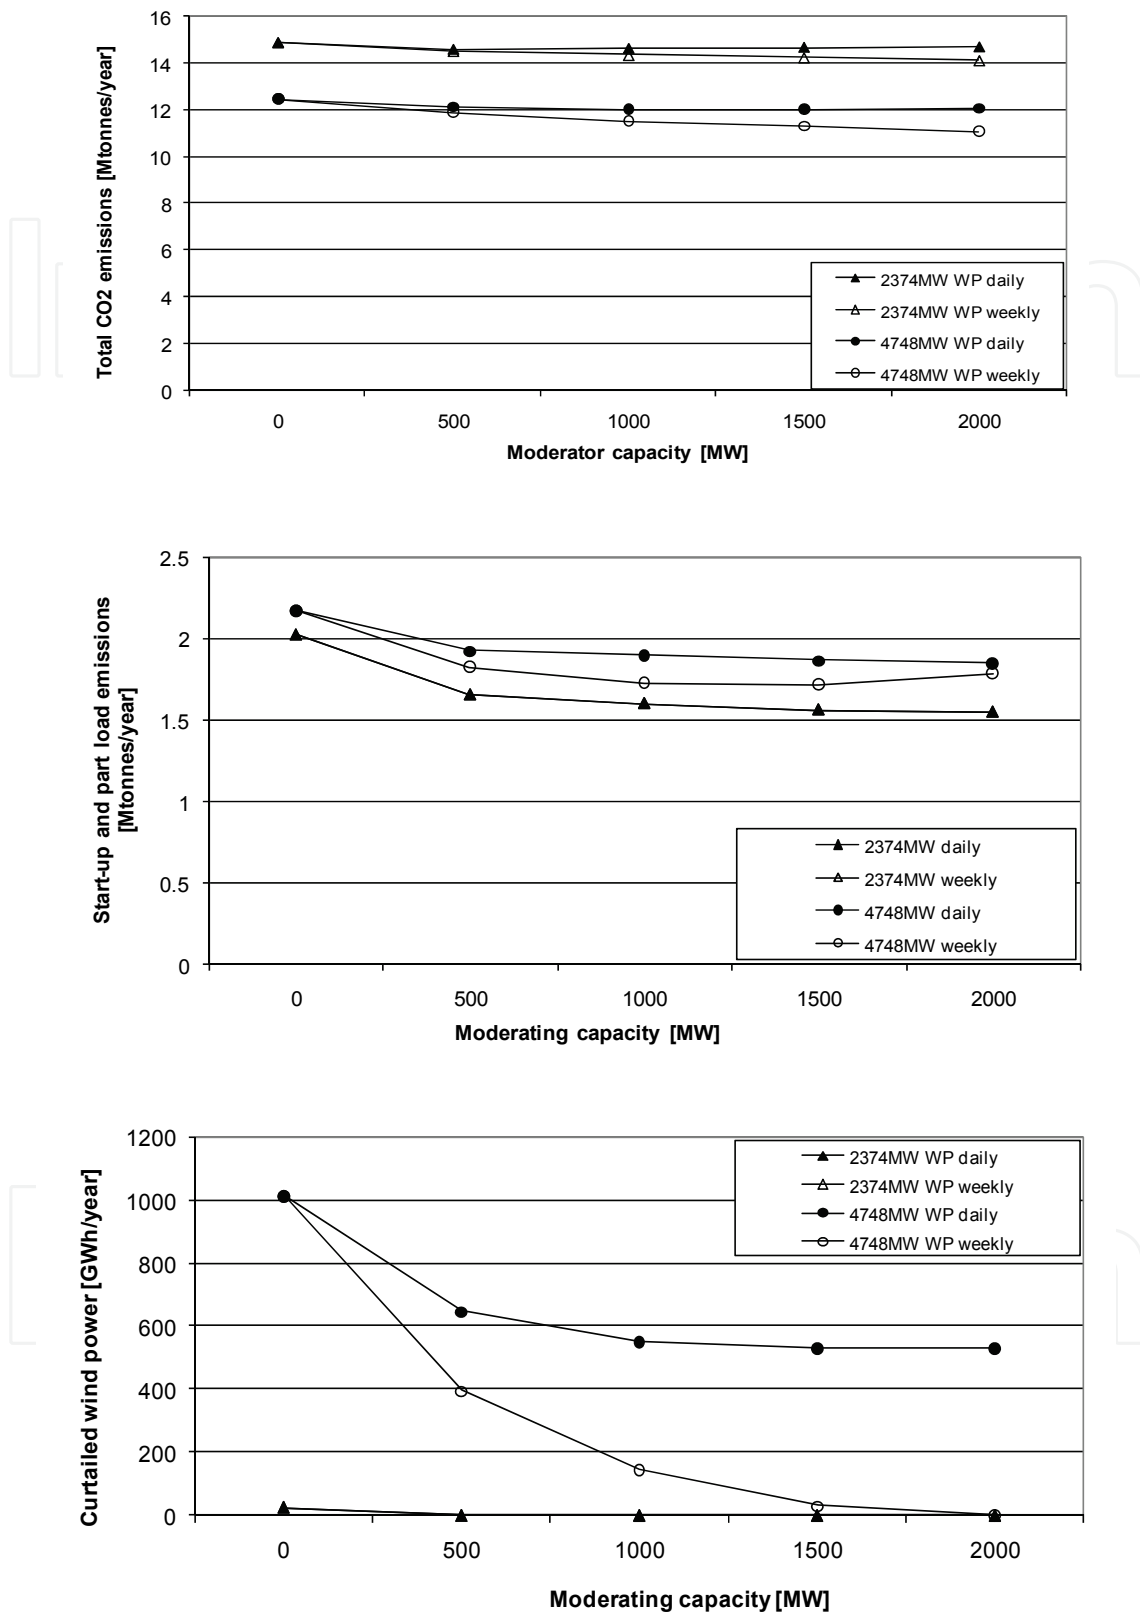 Total CO2 emissions [Mtonnes/year]
16
14
12
10
8
6
4
2
0
2374MW WP daily
2374MW WP weekly
4748MW WP daily
4748MW WP weekly
0 500 1000 1500 2000
Moderator capacity [MW]
Start-up and part load emissions
[Mtonnes/year]
2.5
2
1.5
1
0.5
0
2374MW daily
2374MW weekly
4748MW daily
4748MW weekly
0 500 1000 1500 2000
Moderating capacity [MW]
Curtailed wind power [GWh/year]
1200
1000
800
600
400
200
0
2374MW WP daily
2374MW WP weekly
4748MW WP daily
4748MW WP weekly
0 500 1000 1500 2000
Moderating capacity [MW]